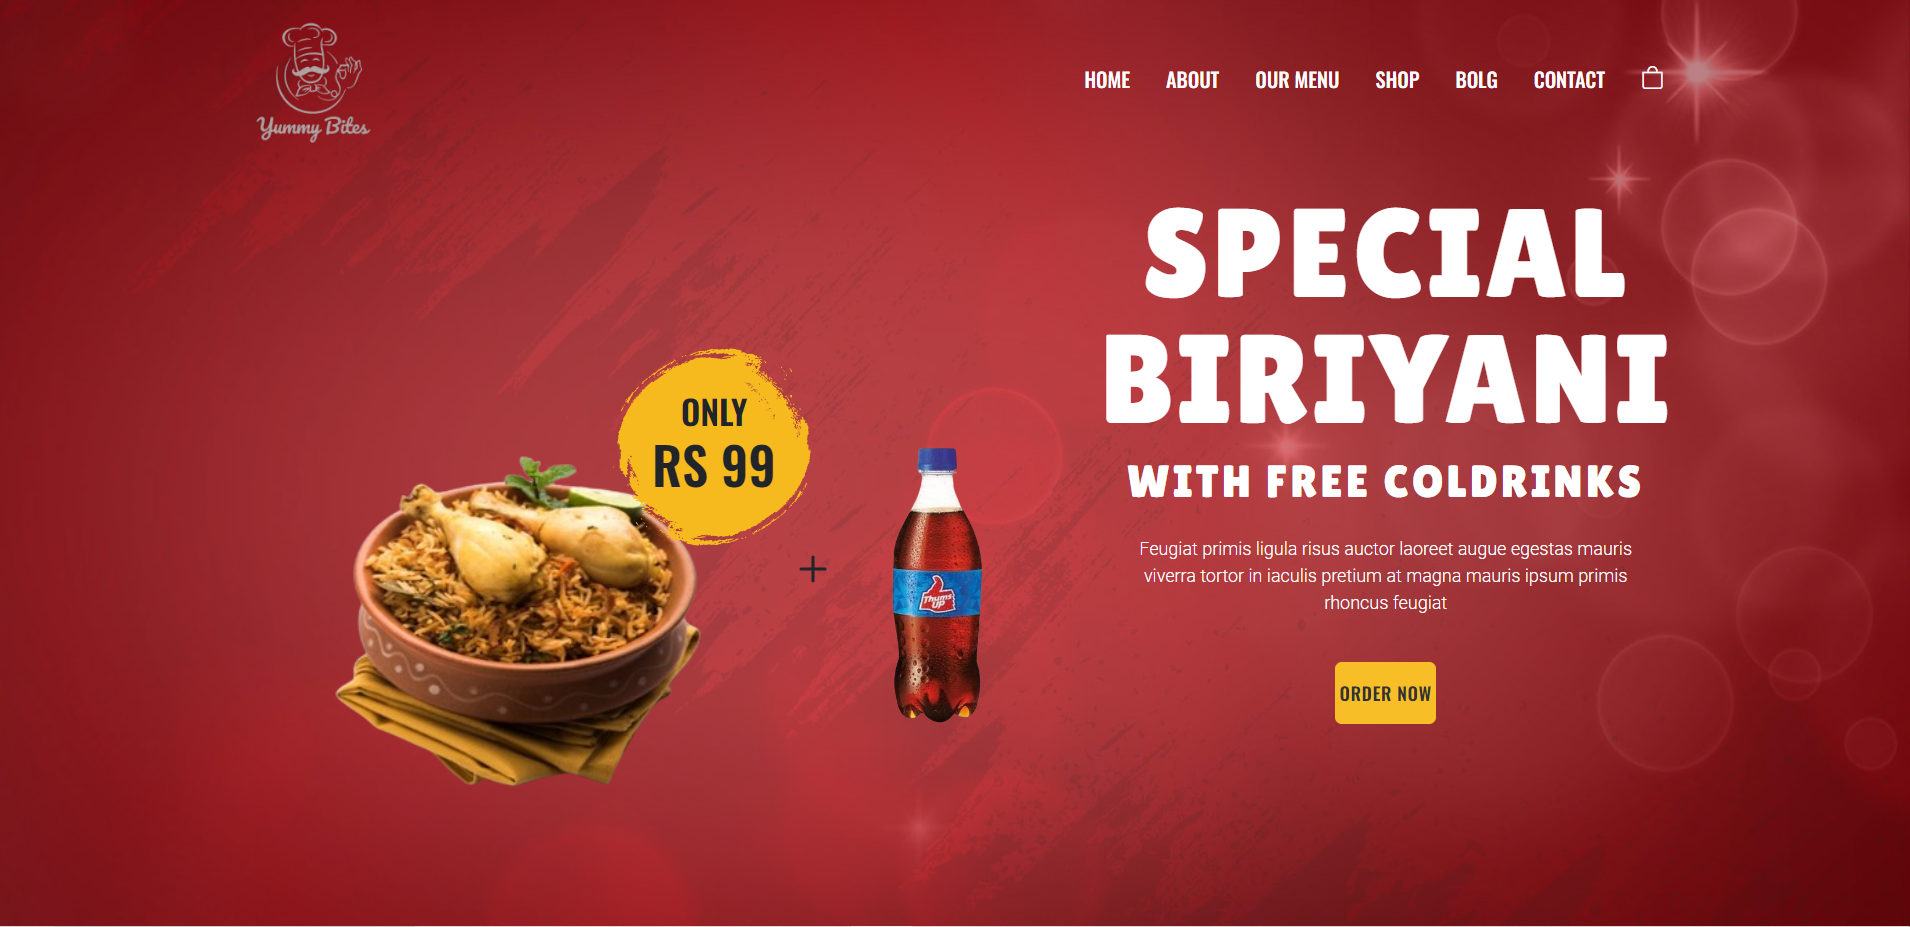 Yummy Bites
HOME ABOUT OUR MENU SHOP BOLG CONTACT
SPECIAL
BIRIYANI
WITH FREE COLDRINKS
Feugiat primis ligula risus auctor laoreet augue egestas mauris
viverra tortor in iaculis pretium at magna mauris ipsum primis
rhoncus feugiat
ORDER NOW
ONLY
RS 99
+
Thums
UP